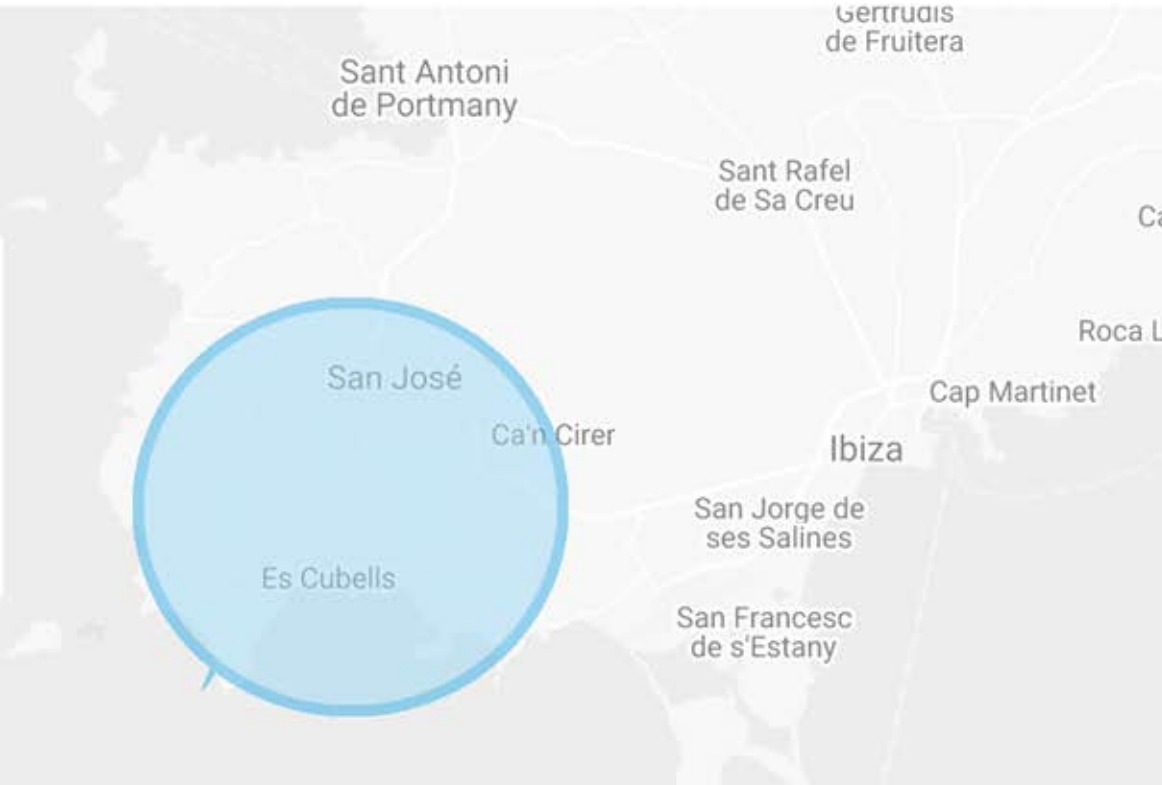 Gertrudis
de Fruitera
Sant Antoni
de Portmany
Sant Rafel
de Sa Creu
Roca
Cap Martinet
San José
Ca'n Cirer
Ibiza
San Jorge de
ses Salines
Es Cubells
San Francesc
de s'Estany